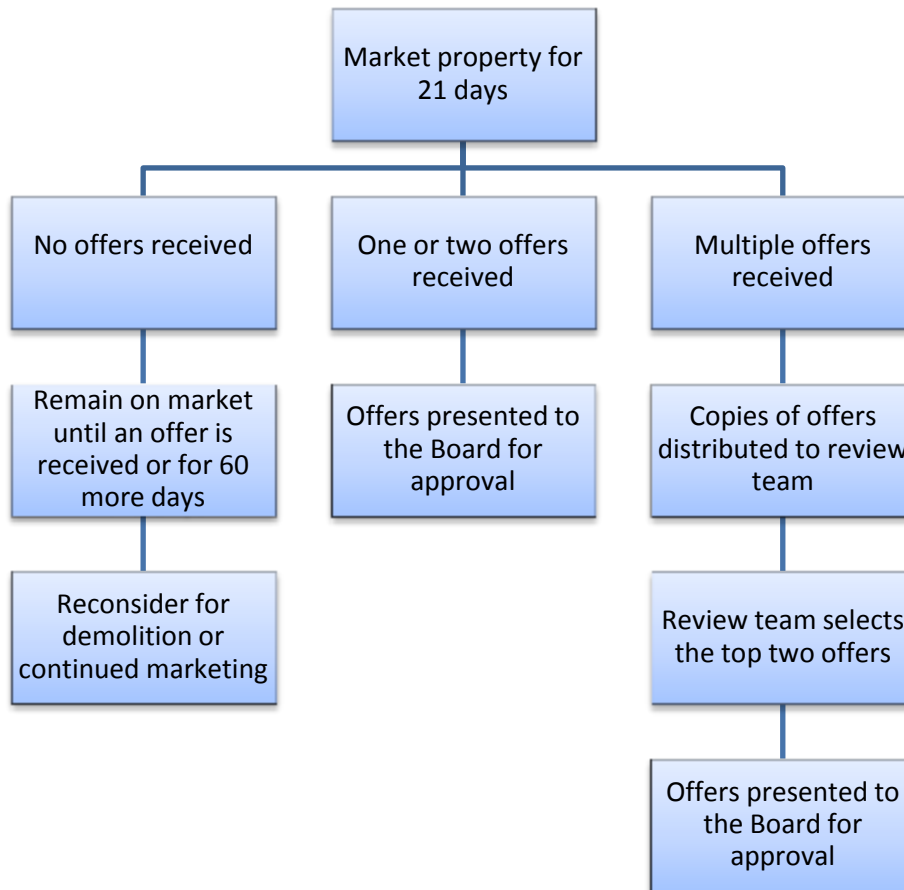 Market property for
21 days
No offers received
One or two offers
received
Multiple offers
received
Remain on market
until an offer is
received or for 60
more days
Offers presented to
the Board for
approval
Copies of offers
distributed to review
team
Reconsider for
demolition or
continued marketing
Review team selects
the top two offers
Offers presented to
the Board for
approval